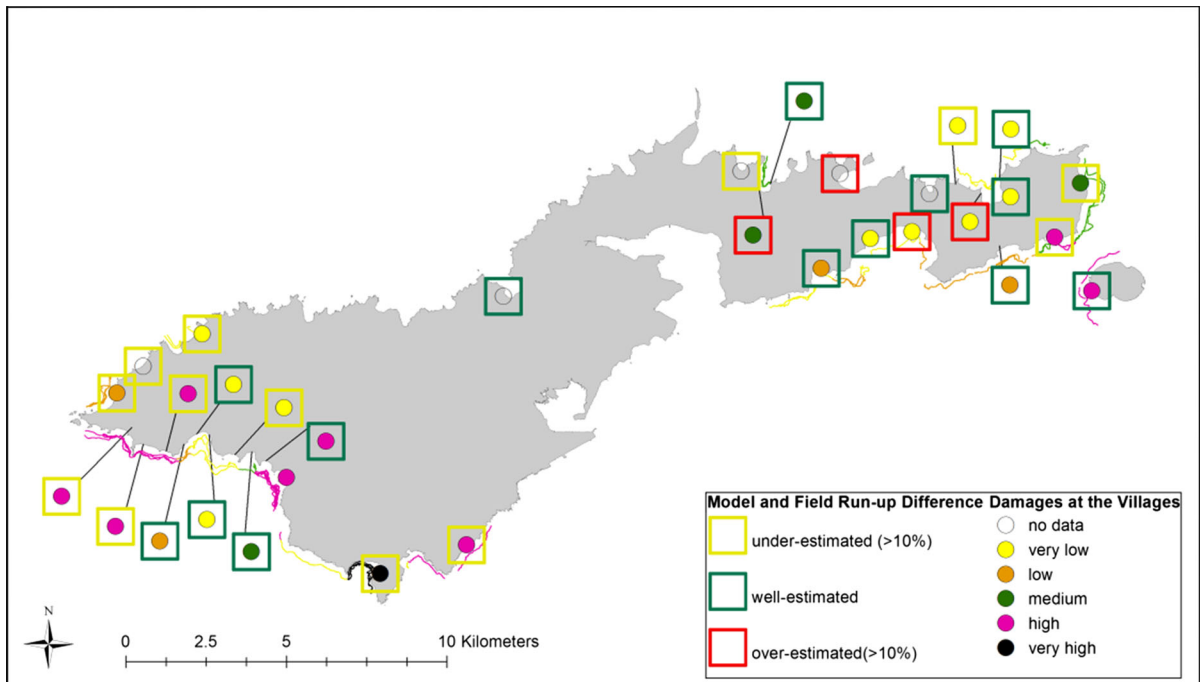 Model and Field Run-up Difference Damages at the Villages
no data
under-estimated (>10%)
very low
low
well-estimated
medium
high
over-estimated(>10%)
very high
N
0 2.5 5 10 Kilometers